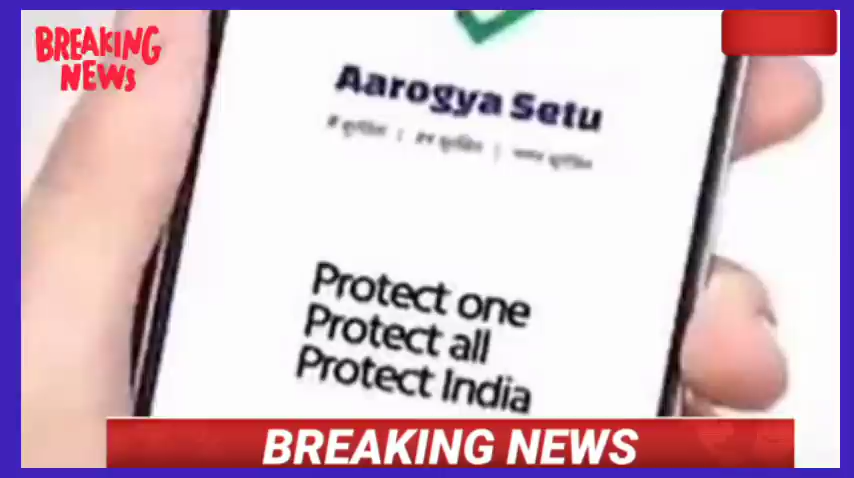 BREAKING
NEWS
Aarogya Setu
Protect one
Protect all
Protect India
BREAKING NEWS